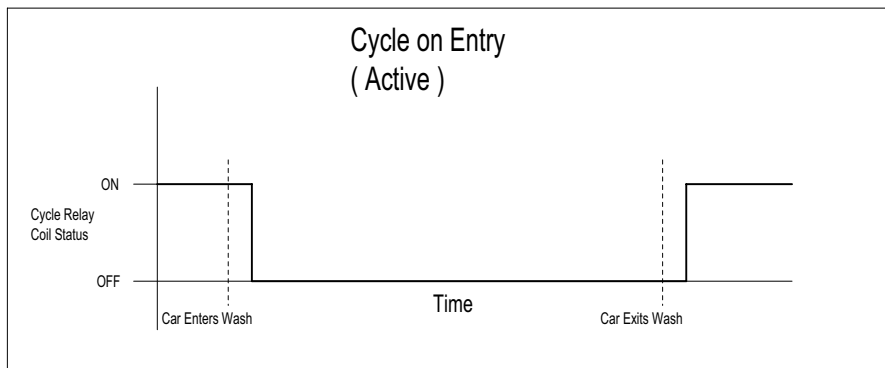 Cycle on Entry
( Active )
ON
Cycle Relay
Coil Status
OFF
Time
Car Enters Wash
Car Exits Wash